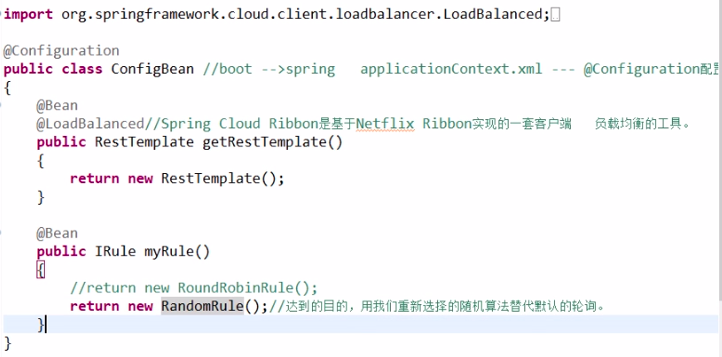 import org.springframework.cloud.client.loadbalancer.LoadBalanced;
@Configuration
public class ConfigBean //boot -->spring   applicationContext.xml --- @Configuration配置
{
    @Bean
    @LoadBalanced//Spring Cloud Ribbon是基于Netflix Ribbon实现的一套客户端   负载均衡的工具。
    public RestTemplate getRestTemplate()
    {
        return new RestTemplate();
    }
    @Bean
    public IRule myRule()
    {
        //return new RoundRobinRule();
        return new RandomRule();//达到的目的，用我们重新选择的随机算法替代默认的轮询。
    }
}